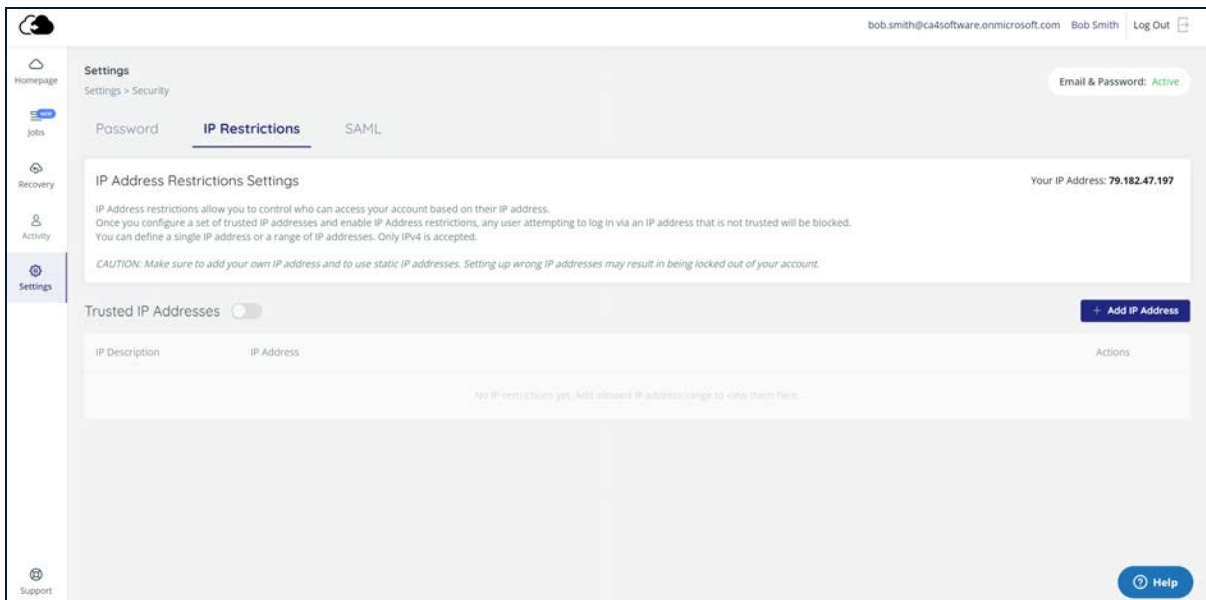 bob.smith@ca4software.onmicrosoft.com Bob Smith Log Out
Homepage
NEW
Jobs
Recovery
Activity
Settings
Support
Settings
Settings > Security
Email & Password: Active
Password IP Restrictions SAML
IP Address Restrictions Settings
Your IP Address: 79.182.47.197
IP Address restrictions allow you to control who can access your account based on their IP address.
Once you configure a set of trusted IP addresses and enable IP Address restrictions, any user attempting to log in via an IP address that is not trusted will be blocked.
You can define a single IP address or a range of IP addresses. Only IPv4 is accepted.
CAUTION: Make sure to add your own IP address and to use static IP addresses. Setting up wrong IP addresses may result in being locked out of your account.
Trusted IP Addresses
+ Add IP Address
IP Description IP Address Actions
No IP restrictions yet. Add allowed IP address/range to view them here.
Help